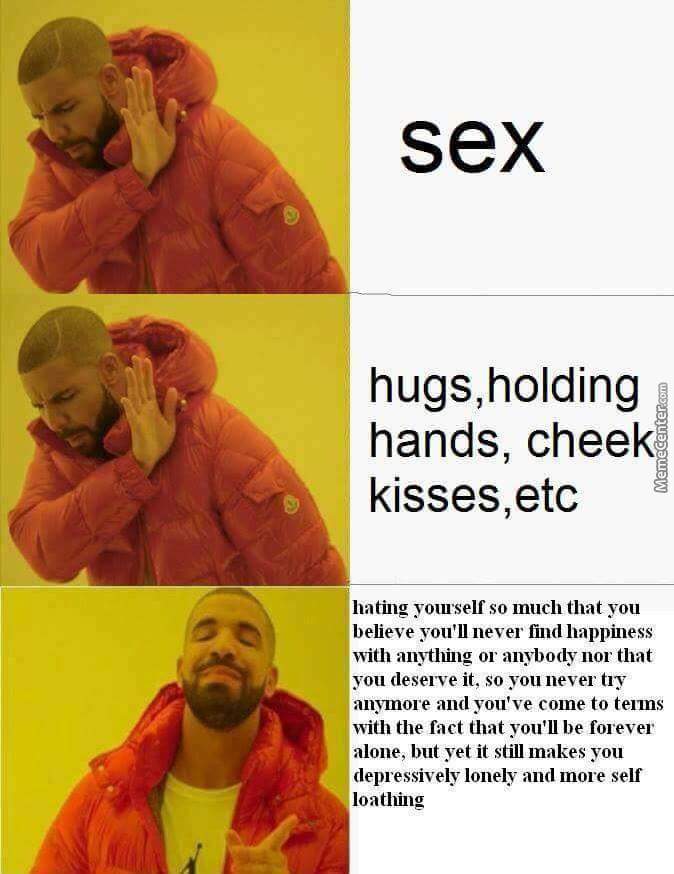 sex
hugs,holding
hands, cheek
kisses,etc
MemeCenter.com
hating yourself so much that you
believe you'll never find happiness
with anything or anybody nor that
you deserve it, so you never try
anymore and you've come to terms
with the fact that you'll be forever
alone, but yet it still makes you
depressively lonely and more self
loathing